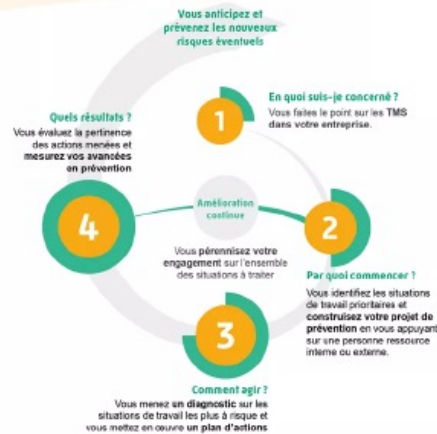 Vous anticipez et
prévenez les nouveaux
risques éventuels
1
En quoi suis-je concerné ?
Vous faites le point sur les TMS
dans votre entreprise.
Quels résultats ?
Vous évaluez la pertinence
des actions menées et
mesurez vos avancées
en prévention
4
Amélioration
continue
Vous pérennisez votre
engagement sur l'ensemble
des situations à traiter
2
Par quoi commencer ?
Vous identifiez les situations
de travail prioritaires et
construisez votre projet de
prévention en vous appuyant
sur une personne ressource
interne ou externe.
3
Comment agir ?
Vous menez un diagnostic sur les
situations de travail les plus à risque et
vous mettez en œuvre un plan d'actions